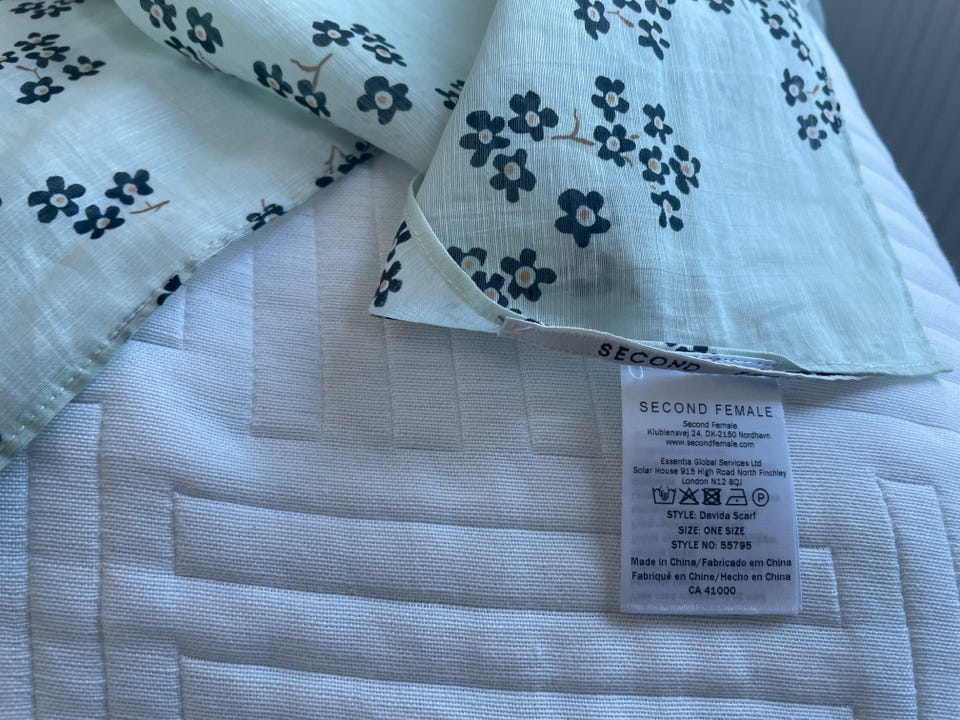 SECOND
SECOND FEMALE
Second Female
Klubiensvej 24, DK-2150 Nordhavn
www.secondfemale.com
Essentia Global Services Ltd
Solar House 915 High Road North Finchley
London N12 8QJ
P
STYLE: Davida Scarf
SIZE: ONE SIZE
STYLE NO: 55795
Made in China/Fabricado em China
Fabriqué en Chine/Hecho en China
CA 41000